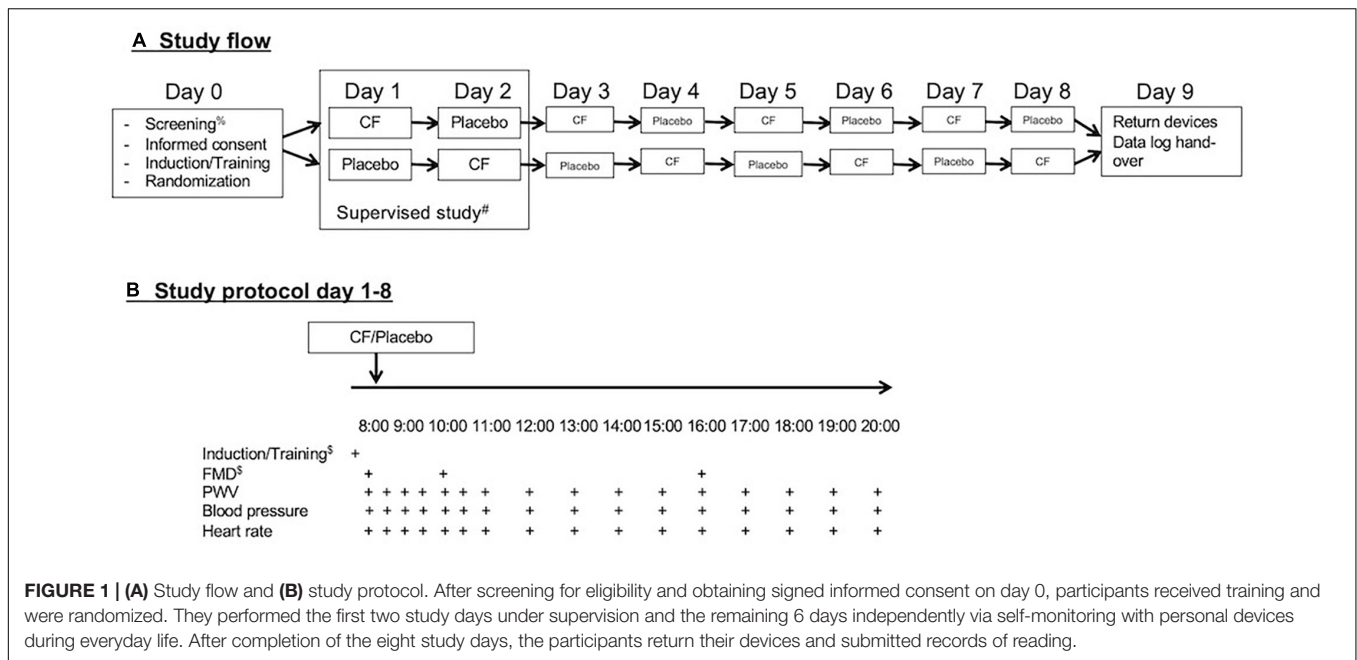 A Study flow
Day 0 Day 1 Day 2 Day 3 Day 4 Day 5 Day 6 Day 7 Day 8 Day 9
- Screening%
- Informed consent
- Induction/Training
- Randomization
CF Placebo CF Placebo CF Placebo CF Placebo
Placebo CF Placebo CF Placebo CF Placebo CF
Supervised study#
Return devices
Data log hand-
over
B Study protocol day 1-8
CF/Placebo
8:00 9:00 10:00 11:00 12:00 13:00 14:00 15:00 16:00 17:00 18:00 19:00 20:00
Induction/Training$ +
FMD$ + + +
PWV + + + + + + + + + + + + + + + +
Blood pressure + + + + + + + + + + + + + + + +
Heart rate + + + + + + + + + + + + + + + +
FIGURE 1 | (A) Study flow and (B) study protocol. After screening for eligibility and obtaining signed informed consent on day 0, participants received training and
were randomized. They performed the first two study days under supervision and the remaining 6 days independently via self-monitoring with personal devices
during everyday life. After completion of the eight study days, the participants return their devices and submitted records of reading.